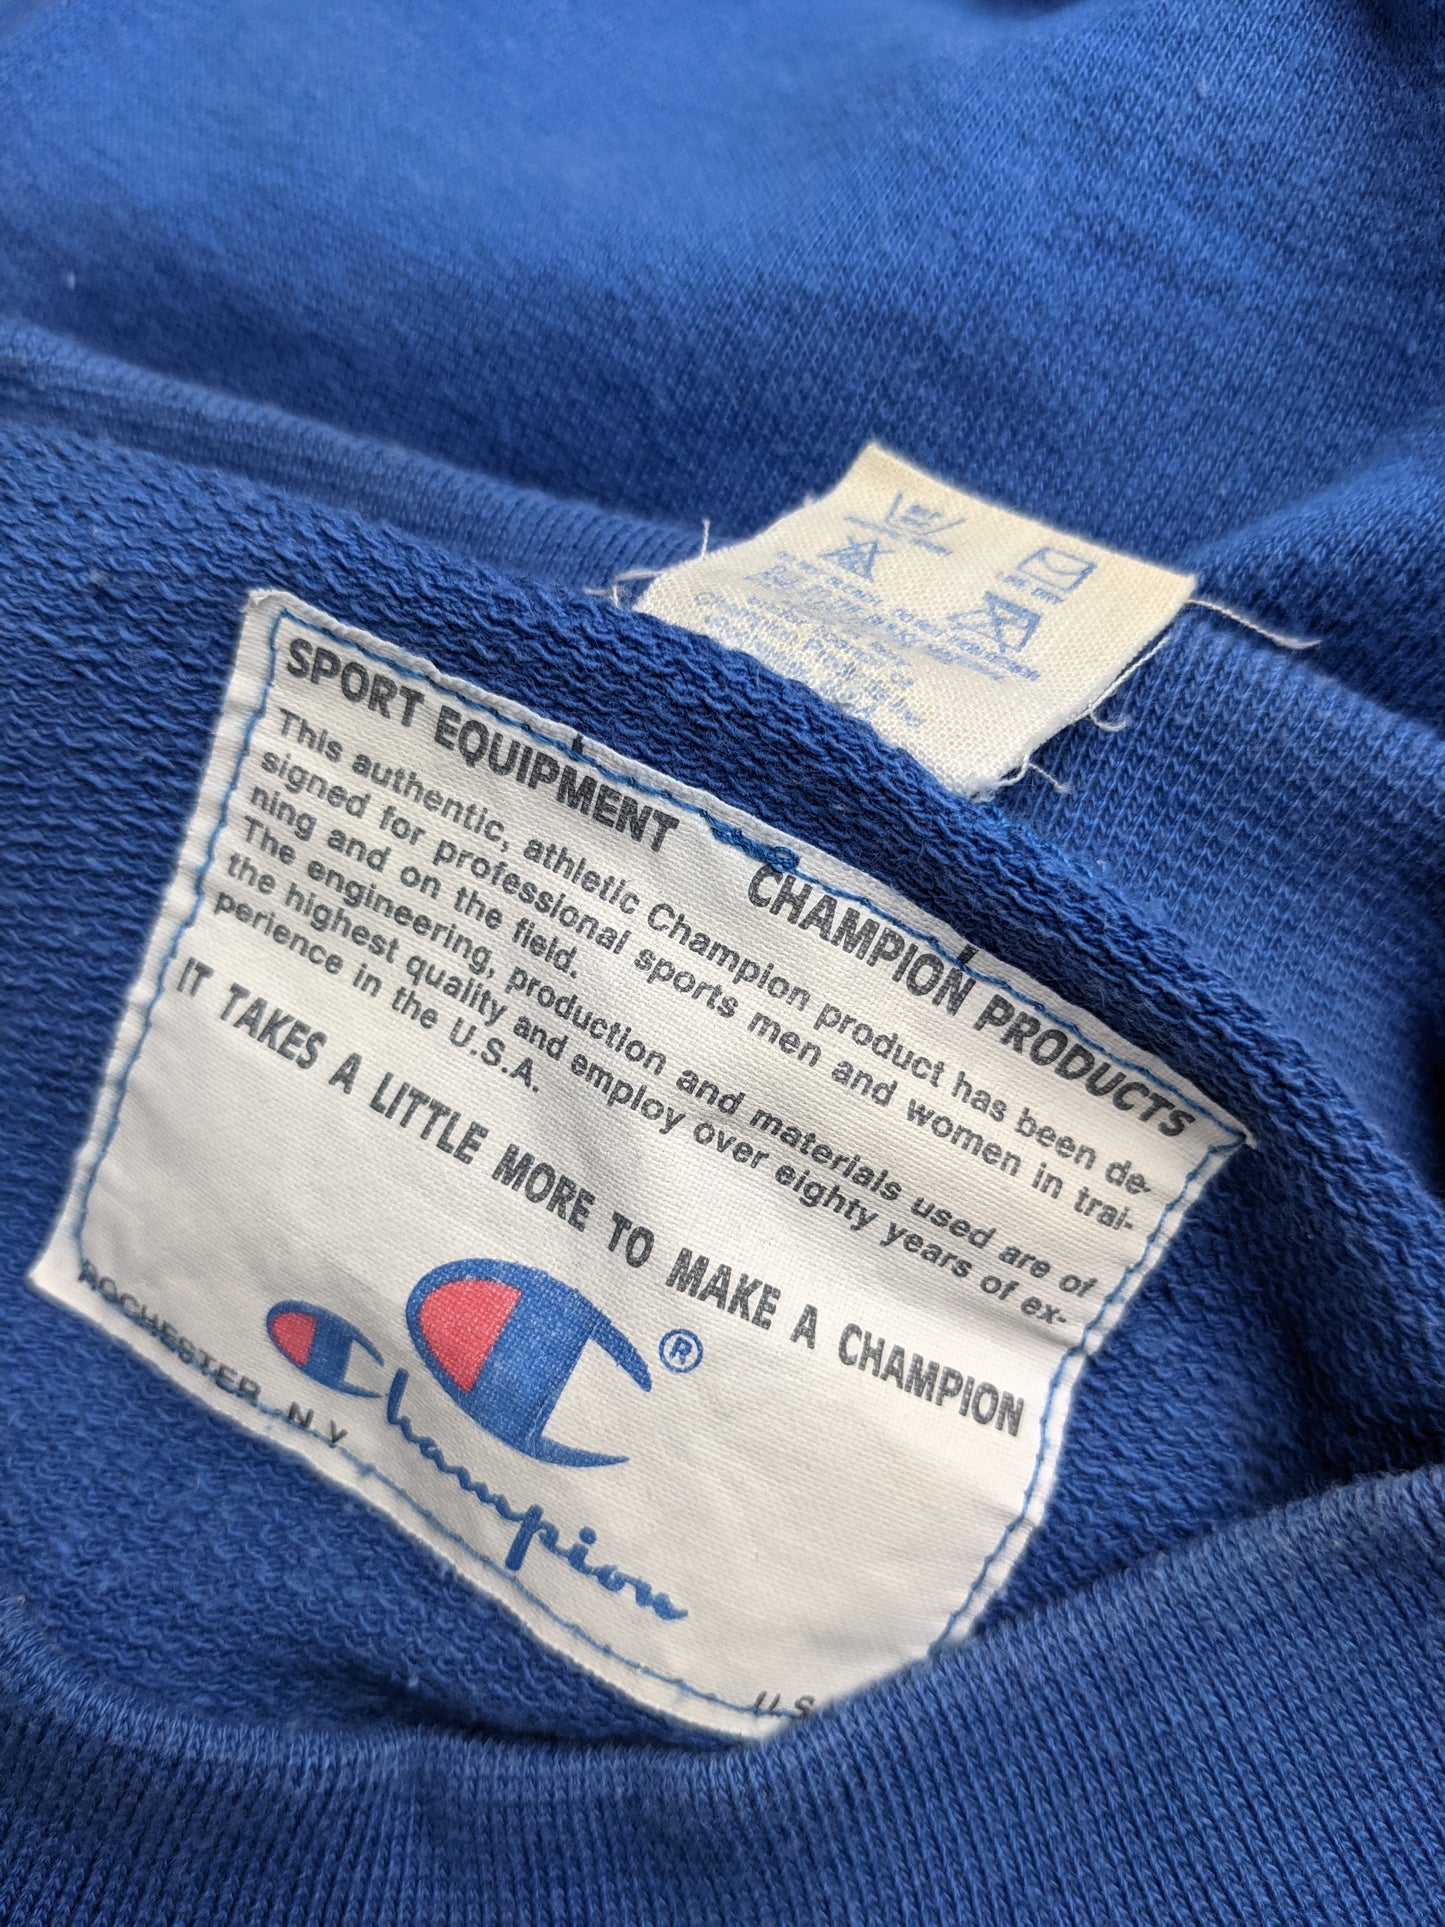 SPORT EQUIPMENT CHAMPION PRODUCTS
This authentic, athletic Champion product has been de-
signed for professional sports men and women in trai-
ning and on the field.
The engineering, production and materials used are of
the highest quality and employ over eighty years of ex-
perience in the U.S.A.
IT TAKES A LITTLE MORE TO MAKE A CHAMPION
®
Champion
ROCHESTER, N.Y.